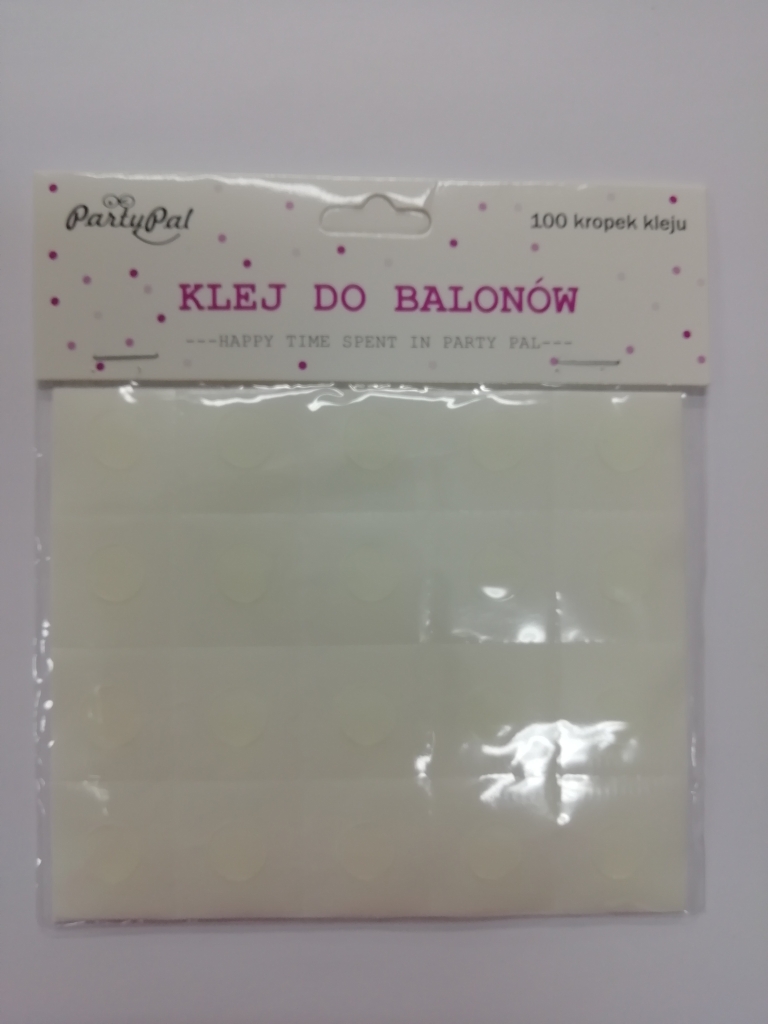 PartyPal
100 kropek kleju
KLEJ DO BALONÓW
---HAPPY TIME SPENT IN PARTY PAL---